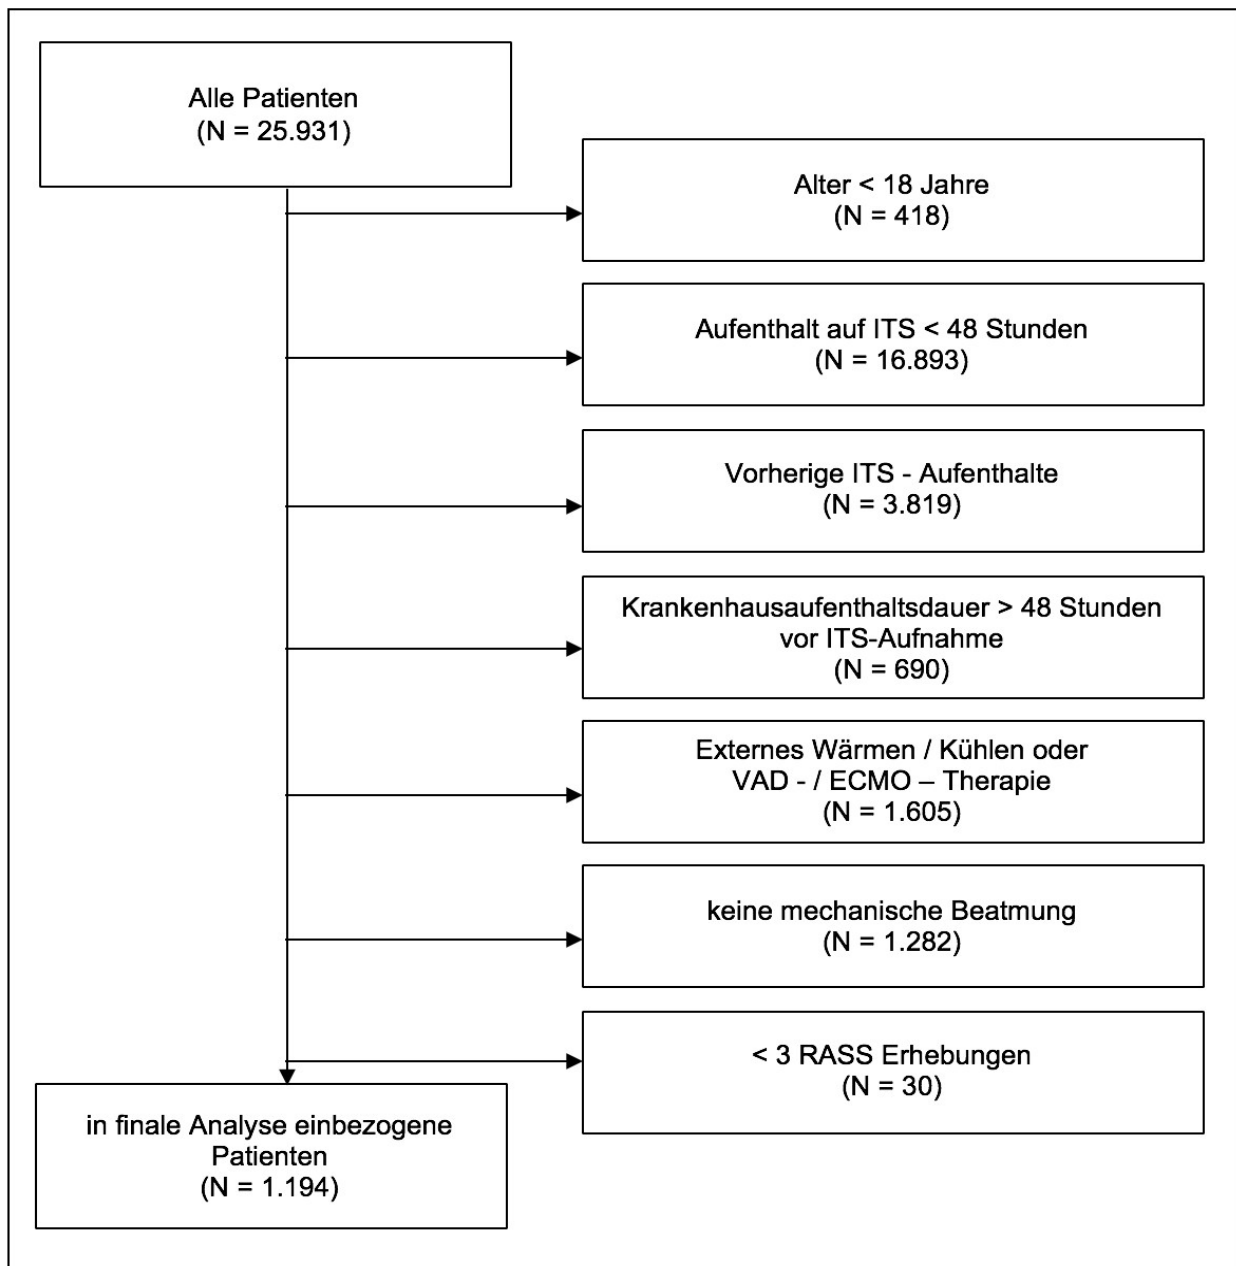 Alle Patienten
(N = 25.931)
Alter < 18 Jahre
(N = 418)
Aufenthalt auf ITS < 48 Stunden
(N = 16.893)
Vorherige ITS - Aufenthalte
(N = 3.819)
Krankenhausaufenthaltsdauer > 48 Stunden
vor ITS-Aufnahme
(N = 690)
Externes Wärmen / Kühlen oder
VAD - / ECMO – Therapie
(N = 1.605)
keine mechanische Beatmung
(N = 1.282)
< 3 RASS Erhebungen
(N = 30)
in finale Analyse einbezogene
Patienten
(N = 1.194)